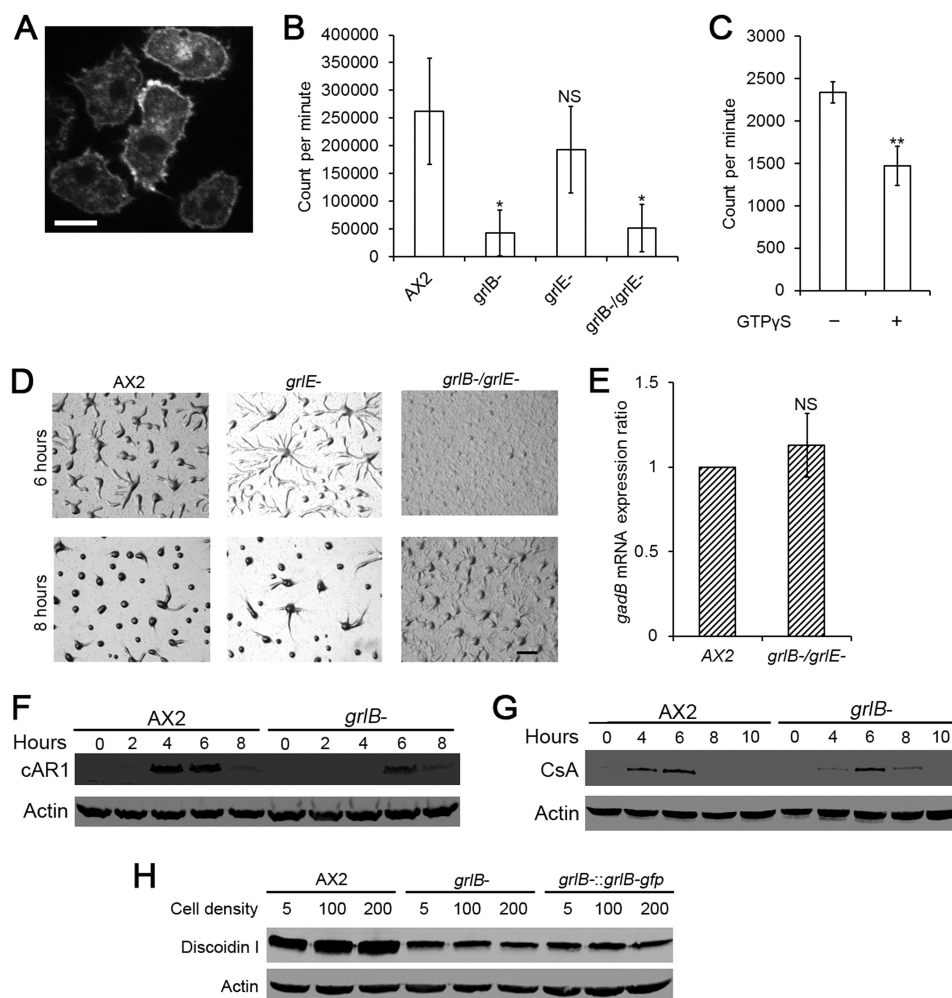 A
B
Count per minute
400000
350000
300000
250000
200000
150000
100000
50000
0
*
NS
*
AX2
grlB-
grlE-
grlB-/grlE-
C
Count per minute
3000
2500
2000
1500
1000
500
0
**
GTPγS – +
D
AX2 grlE- grlB-/grlE-
6 hours
8 hours
E
gadB mRNA expression ratio
1.5
1
0.5
0
NS
AX2 grlB-/grlE-
F
AX2 grlB-
Hours 0 2 4 6 8 0 2 4 6 8
cAR1
Actin
G
AX2 grlB-
Hours 0 4 6 8 10 0 4 6 8 10
CsA
Actin
H
AX2 grlB- grlB-::grlB-gfp
Cell density 5 100 200 5 100 200 5 100 200
Discoidin I
Actin